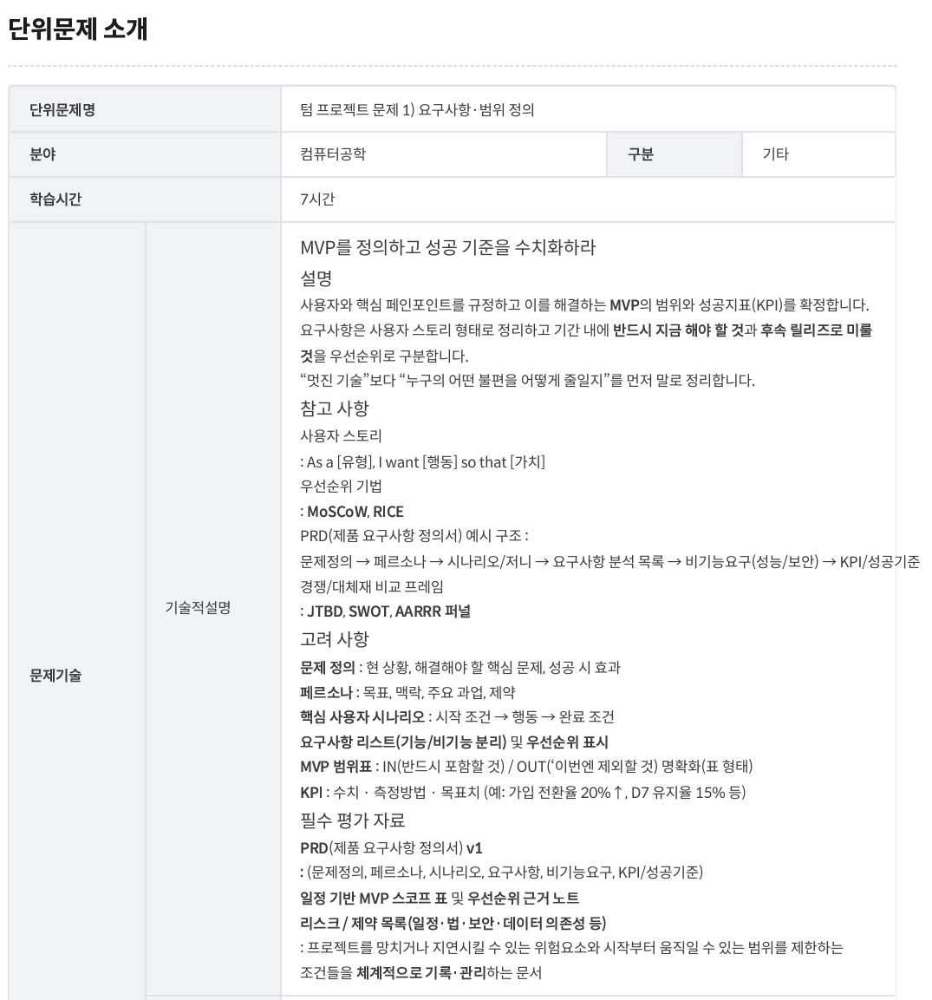 단위문제 소개
단위문제명
텀 프로젝트 문제 1) 요구사항·범위 정의
분야
컴퓨터공학
구분
기타
학습시간
7시간
문제기술
기술적설명
MVP를 정의하고 성공 기준을 수치화하라
설명
사용자와 핵심 페인포인트를 규정하고 이를 해결하는 MVP의 범위와 성공지표(KPI)를 확정합니다.
요구사항은 사용자 스토리 형태로 정리하고 기간 내에 반드시 지금 해야 할 것과 후속 릴리즈로 미룰
것을 우선순위로 구분합니다.
“멋진 기술”보다 “누구의 어떤 불편을 어떻게 줄일지”를 먼저 말로 정리합니다.
참고 사항
사용자 스토리
: As a [유형], I want [행동] so that [가치]
우선순위 기법
: MoSCoW, RICE
PRD(제품 요구사항 정의서) 예시 구조 :
문제정의 → 페르소나 → 시나리오/저니 → 요구사항 분석 목록 → 비기능요구(성능/보안) → KPI/성공기준
경쟁/대체재 비교 프레임
: JTBD, SWOT, AARRR 퍼널
고려 사항
문제 정의 : 현 상황, 해결해야 할 핵심 문제, 성공 시 효과
페르소나 : 목표, 맥락, 주요 과업, 제약
핵심 사용자 시나리오 : 시작 조건 → 행동 → 완료 조건
요구사항 리스트(기능/비기능 분리) 및 우선순위 표시
MVP 범위표 : IN(반드시 포함할 것) / OUT(‘이번엔 제외할 것) 명확화(표 형태)
KPI : 수치 · 측정방법 · 목표치 (예: 가입 전환율 20%↑, D7 유지율 15% 등)
필수 평가 자료
PRD(제품 요구사항 정의서) v1
: (문제정의, 페르소나, 시나리오, 요구사항, 비기능요구, KPI/성공기준)
일정 기반 MVP 스코프 표 및 우선순위 근거 노트
리스크 / 제약 목록(일정·법·보안·데이터 의존성 등)
: 프로젝트를 망치거나 지연시킬 수 있는 위험요소와 시작부터 움직일 수 있는 범위를 제한하는
조건들을 체계적으로 기록·관리하는 문서